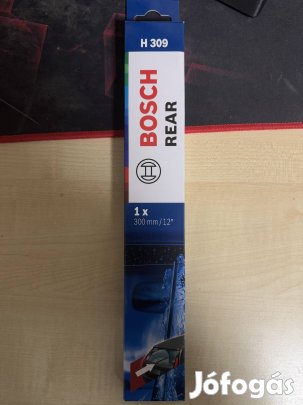 H 309
BOSCH
REAR
1 x
300 mm / 12"
Jófogás